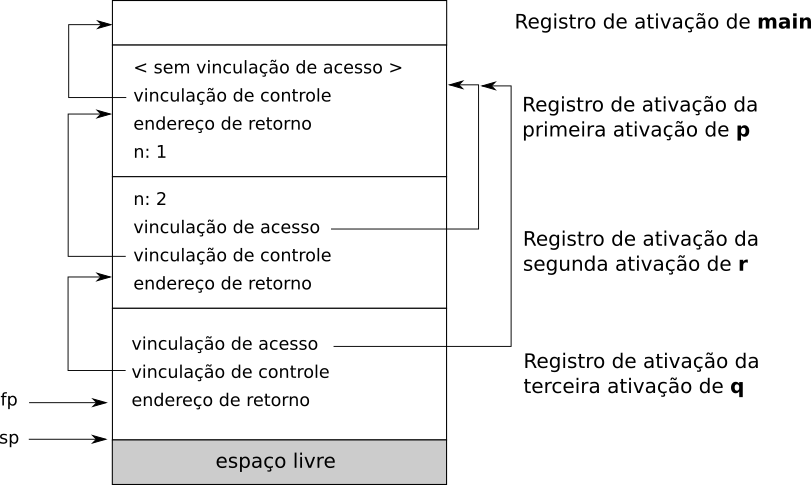 Registro de ativação de main
< sem vinculação de acesso >
vinculação de controle
endereço de retorno
n: 1
Registro de ativação da
primeira ativação de p
n: 2
vinculação de acesso
vinculação de controle
endereço de retorno
Registro de ativação da
segunda ativação de r
vinculação de acesso
vinculação de controle
endereço de retorno
Registro de ativação da
terceira ativação de q
fp
sp
espaço livre